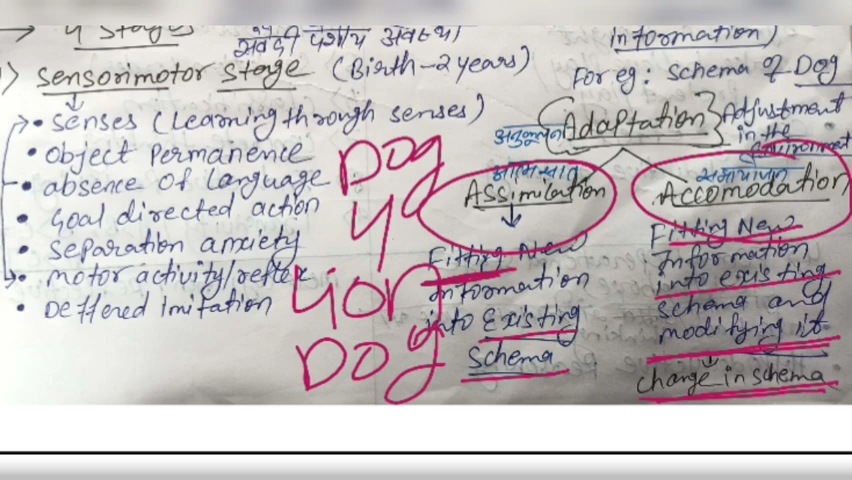 4 Stages
अवस्था
1) Sensorimotor Stage (Birth-2 years)
• Senses (Learning through senses)
• Object Permanence
• absence of Language
• Goal directed action
• Separation anxiety
• Motor activity/reflex
• Deffered imitation
Dog
4
Lion
Dog
information)
For eg: Schema of Dog
अनुकूलन
Adaptation
Adjustment
in the
Environment
आत्मसात
Assimilation
Fitting New
Information
into Existing
Schema
समायोजन
Accomodation
Fitting New
Information
into existing
schema and
modifying it
change in schema